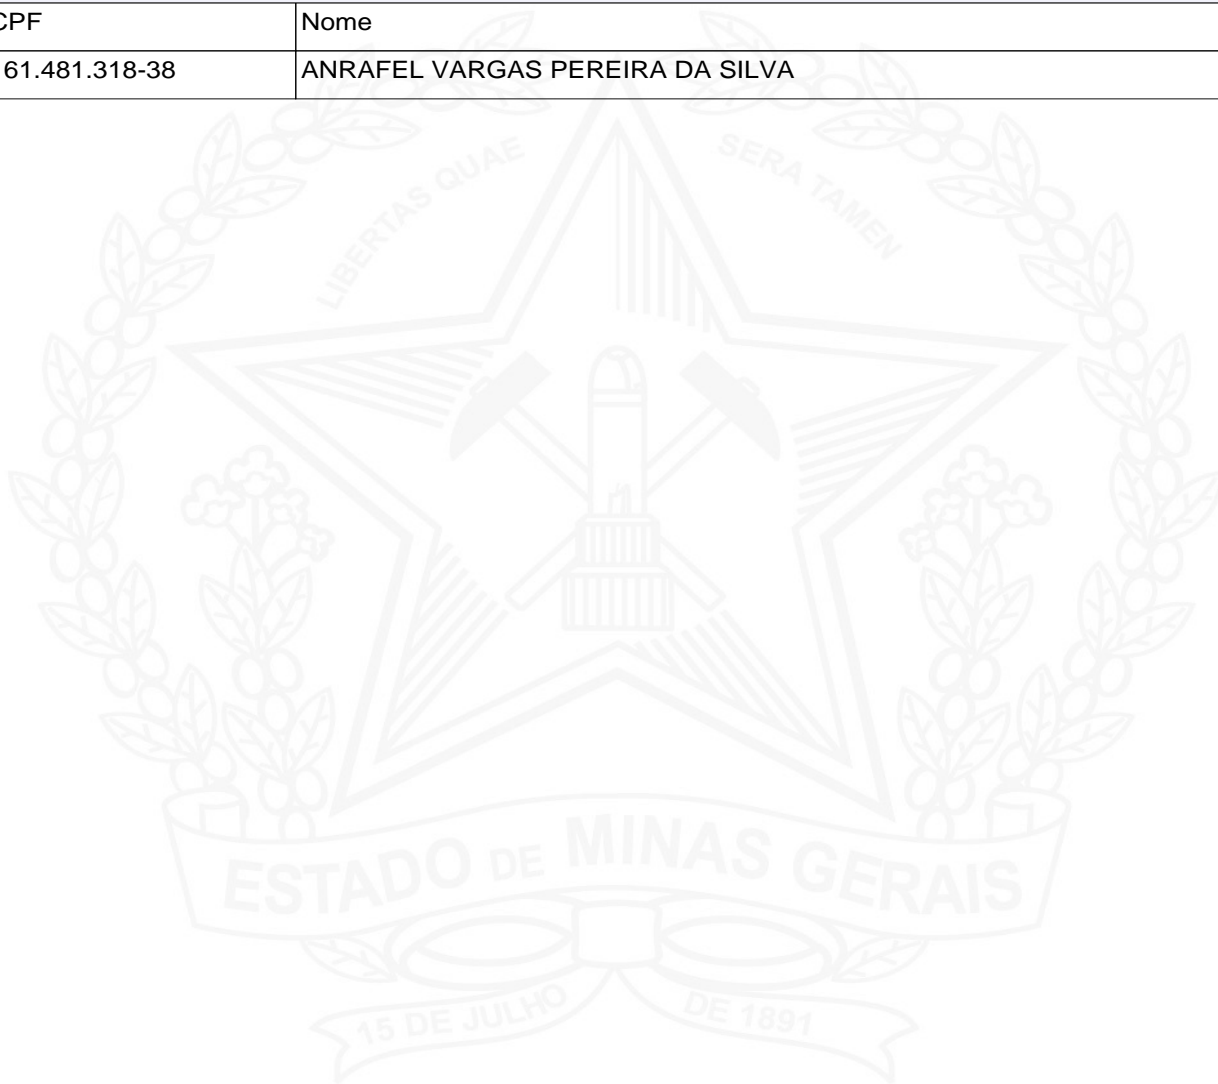 CPF Nome
61.481.318-38 ANRAFEL VARGAS PEREIRA DA SILVA
LIBERTAS QUAE SERA TAMEN
ESTADO DE MINAS GERAIS
15 DE JULHO DE 1891